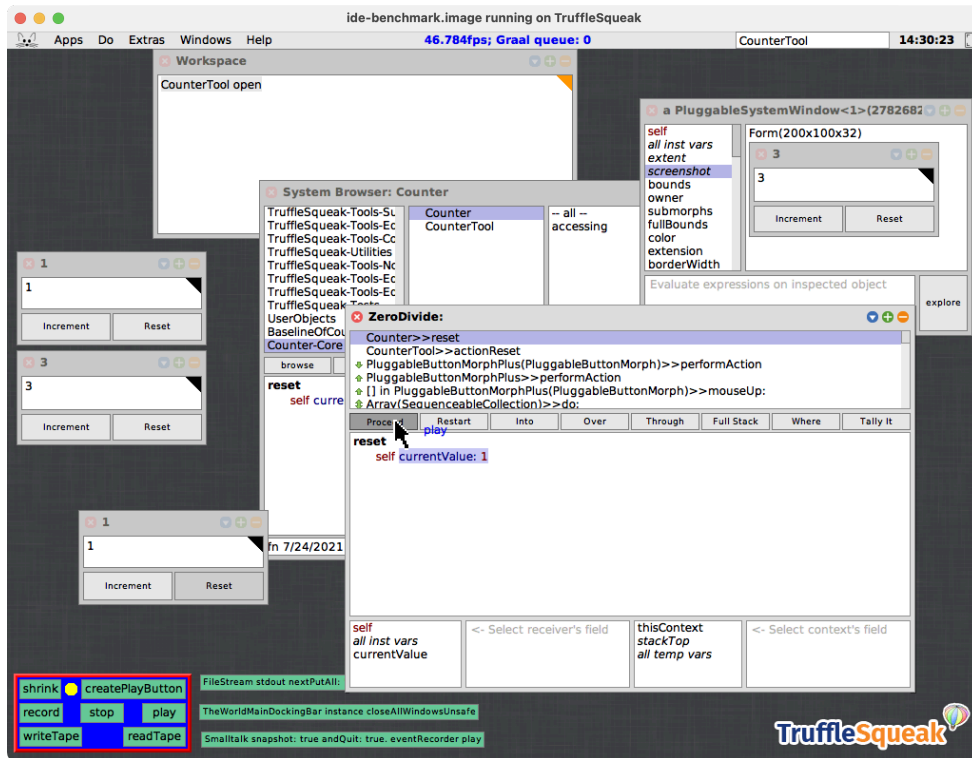 ide-benchmark.image running on TruffleSqueak
Apps Do Extras Windows Help 46.784fps; Graal queue: 0 CounterTool 14:30:23
Workspace
CounterTool open
a PluggableSystemWindow<1>(2782682
self
all inst vars
extent
screenshot
bounds
owner
submorphs
fullBounds
color
extension
borderWidth
Form(200x100x32)
3
3
Increment Reset
Evaluate expressions on inspected object
explore
System Browser: Counter
TruffleSqueak-Tools-Su
TruffleSqueak-Tools-Ec
TruffleSqueak-Tools-Cc
TruffleSqueak-Utilities
TruffleSqueak-Tools-Nc
TruffleSqueak-Tools-Ec
TruffleSqueak-Tools-Ec
TruffleSqueak-Tests
UserObjects
BaselineOfCou
Counter-Core
Counter
CounterTool
-- all --
accessing
browse
reset
self curre
fn 7/24/2021
1
1
Increment Reset
3
3
Increment Reset
1
1
Increment Reset
ZeroDivide:
Counter>>reset
CounterTool>>actionReset
PluggableButtonMorphPlus(PluggableButtonMorph)>>performAction
PluggableButtonMorphPlus>>performAction
[] in PluggableButtonMorphPlus(PluggableButtonMorph)>>mouseUp:
Array(SequenceableCollection)>>do:
Proceed Restart Into Over Through Full Stack Where Tally It
play
reset
self currentValue: 1
self
all inst vars
currentValue
<- Select receiver's field
thisContext
stackTop
all temp vars
<- Select context's field
shrink createPlayButton
record stop play
writeTape readTape
FileStream stdout nextPutAll:
TheWorldMainDockingBar instance closeAllWindowsUnsafe
Smalltalk snapshot: true andQuit: true. eventRecorder play
TruffleSqueak